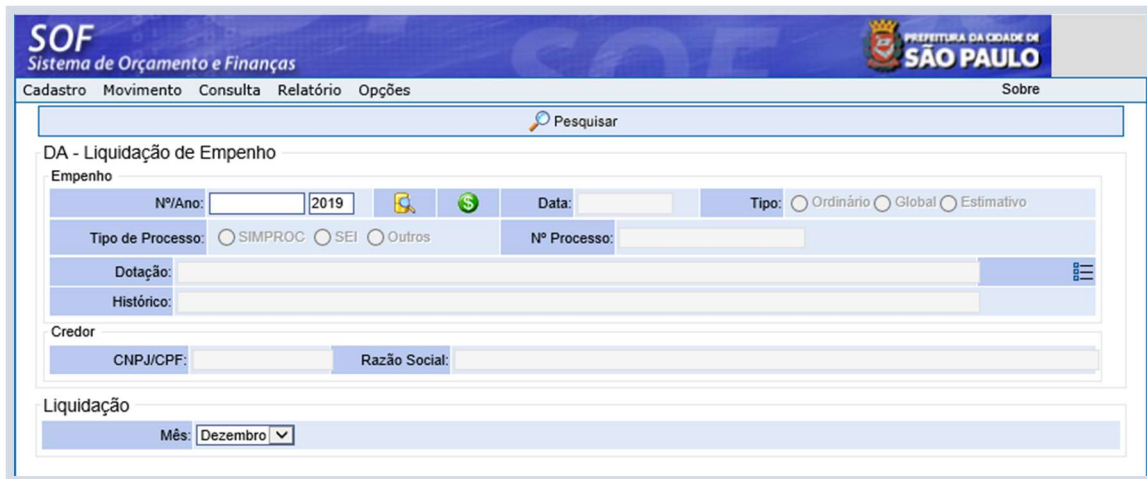 SOF
Sistema de Orçamento e Finanças
PREFEITURA DA CIDADE DE
SÃO PAULO
Cadastro Movimento Consulta Relatório Opções Sobre
Pesquisar
DA - Liquidação de Empenho
Empenho
Nº/Ano: 2019 Data: Tipo: Ordinário Global Estimativo
Tipo de Processo: SIMPROC SEI Outros Nº Processo:
Dotação:
Histórico:
Credor
CNPJ/CPF: Razão Social:
Liquidação
Mês: Dezembro